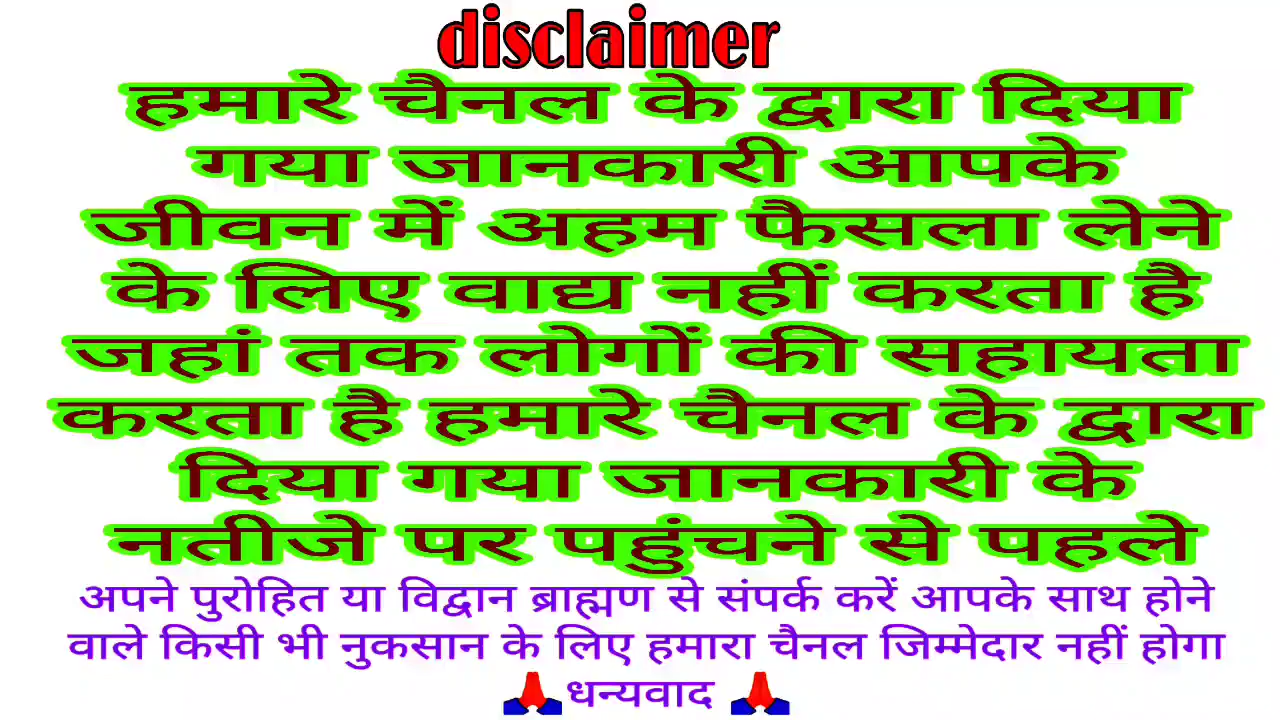 disclaimer
हमारे चैनल के द्वारा दिया
गया जानकारी आपके
जीवन में अहम फैसला लेने
के लिए वाद्य नहीं करता है
जहां तक लोगों की सहायता
करता है हमारे चैनल के द्वारा
दिया गया जानकारी के
नतीजे पर पहुंचने से पहले
अपने पुरोहित या विद्वान ब्राह्मण से संपर्क करें आपके साथ होने
वाले किसी भी नुकसान के लिए हमारा चैनल जिम्मेदार नहीं होगा
🙏धन्यवाद 🙏